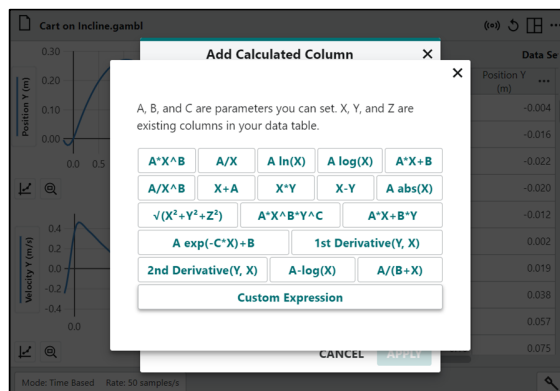 Cart on Incline.gambl
Add Calculated Column
Data Se
A, B, and C are parameters you can set. X, Y, and Z are
existing columns in your data table.
A*X^B A/X A ln(X) A log(X) A*X+B
A/X^B X+A X*Y X-Y A abs(X)
√(X²+Y²+Z²) A*X^B*Y^C A*X+B*Y
A exp(-C*X)+B 1st Derivative(Y, X)
2nd Derivative(Y, X) A-log(X) A/(B+X)
Custom Expression
CANCEL APPLY
Position Y (m)
0.30
0.20
0.10
0.00
0.0 0.5
Velocity Y (m/s)
0.4
0.2
0.0
-0.2
-0.4
0.0
Position Y
(m)
-0.004
-0.016
-0.022
-0.020
-0.012
0.002
0.019
0.038
0.057
0.075
Mode: Time Based Rate: 50 samples/s